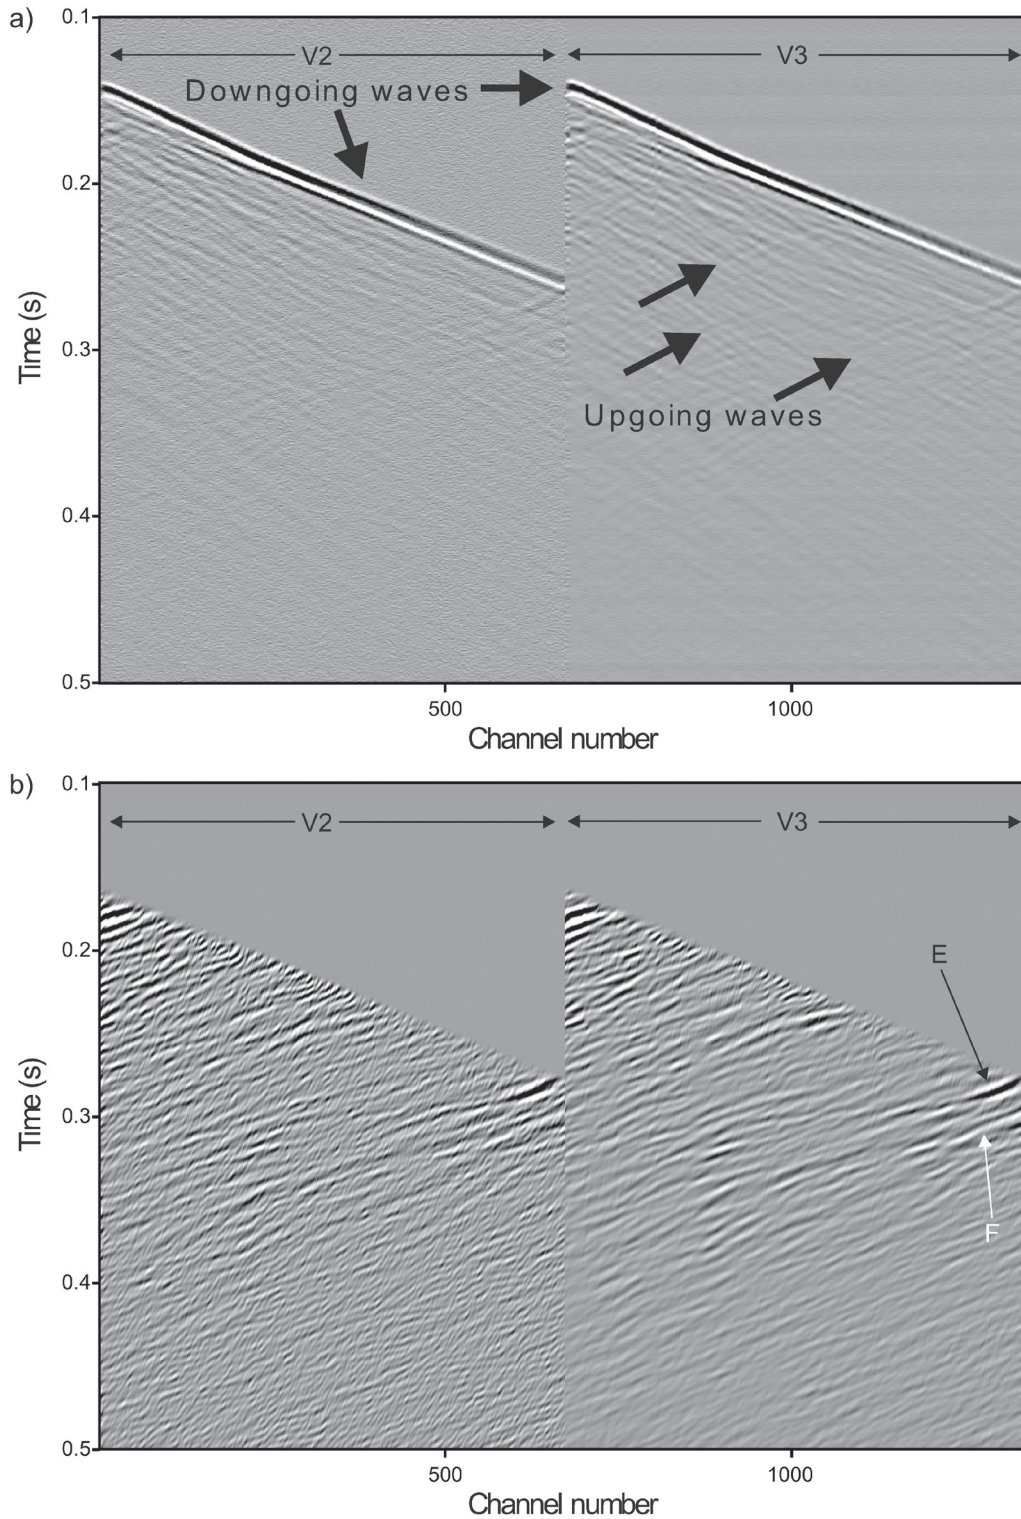 a)
0.1
V2
V3
Downgoing waves
0.2
Time (s)
0.3
Upgoing waves
0.4
0.5
500
1000
Channel number
b)
0.1
V2
V3
0.2
E
Time (s)
0.3
F
0.4
0.5
500
1000
Channel number